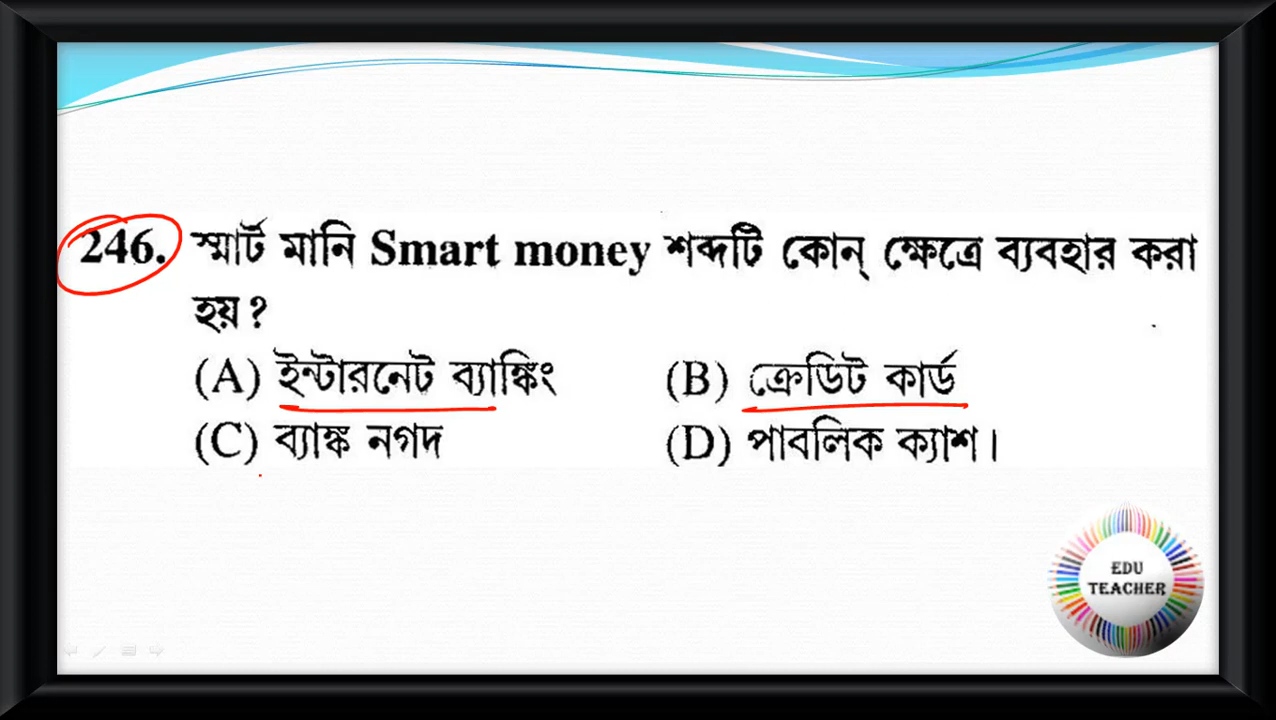 246. স্মার্ট মানি Smart money শব্দটি কোন্ ক্ষেত্রে ব্যবহার করা
হয়?
(A) ইন্টারনেট ব্যাঙ্কিং (B) ক্রেডিট কার্ড
(C) ব্যাঙ্ক নগদ (D) পাবলিক ক্যাশ।
EDU
TEACHER